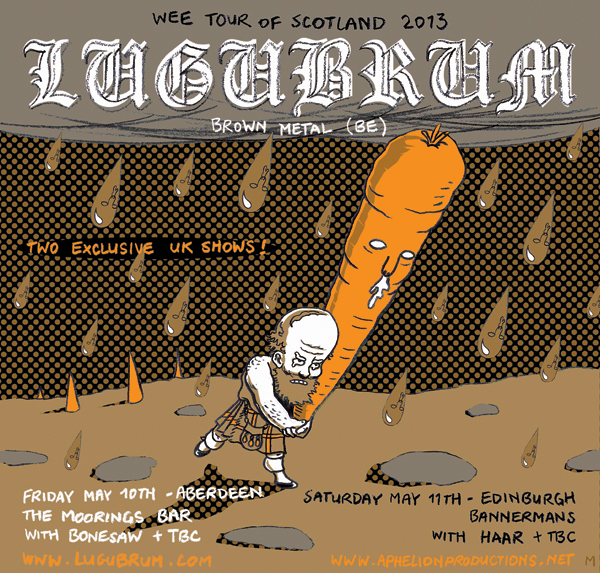 WEE TOUR OF SCOTLAND 2013
LUGUBRUM
BROWN METAL (BE)
TWO EXCLUSIVE UK SHOWS!
FRIDAY MAY 10TH - ABERDEEN
THE MOORINGS BAR
WITH BONESAW + TBC
WWW.LUGUBRUM.COM
SATURDAY MAY 11TH - EDINBURGH
BANNERMANS
WITH HAAR + TBC
WWW.APHELIONPRODUCTIONS.NET
M